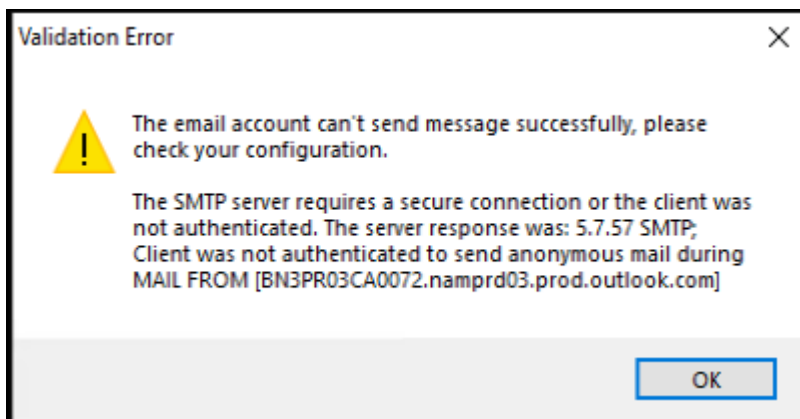 Validation Error
The email account can't send message successfully, please
check your configuration.
The SMTP server requires a secure connection or the client was
not authenticated. The server response was: 5.7.57 SMTP;
Client was not authenticated to send anonymous mail during
MAIL FROM [BN3PR03CA0072.namprd03.prod.outlook.com]
OK